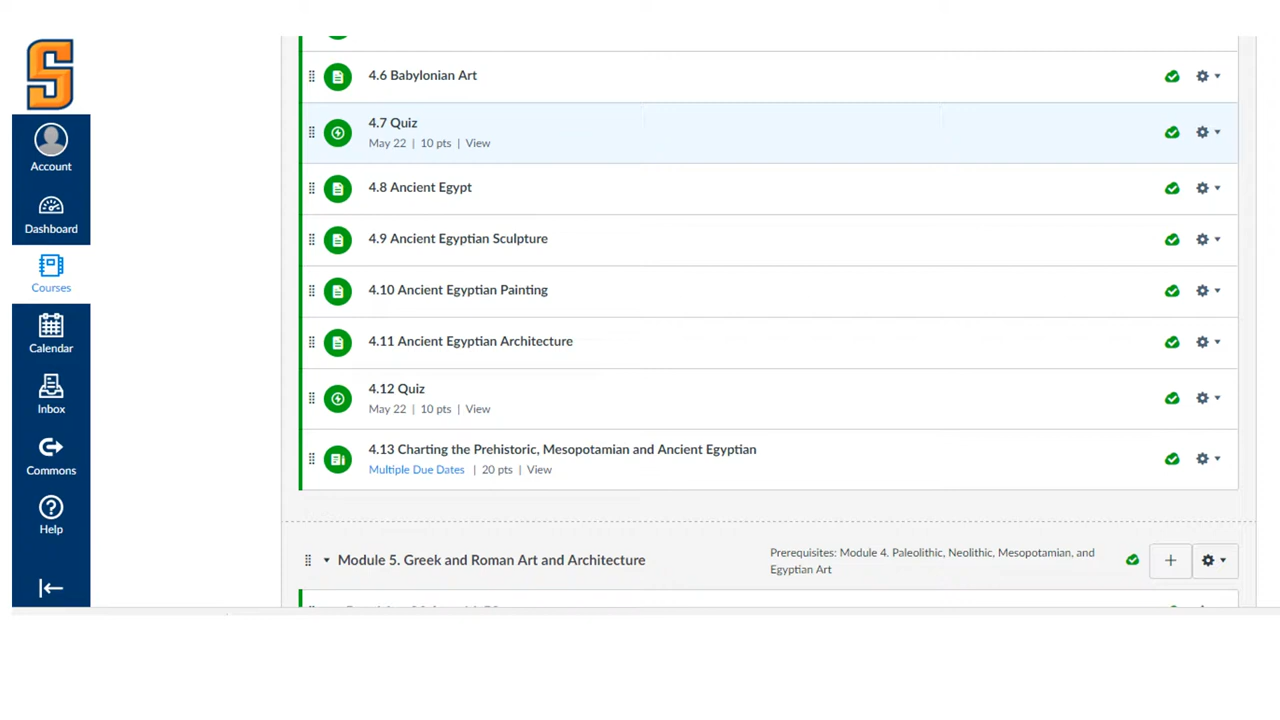 S
4.6 Babylonian Art
4.7 Quiz
May 22 | 10 pts | View
Account
4.8 Ancient Egypt
Dashboard
4.9 Ancient Egyptian Sculpture
Courses
4.10 Ancient Egyptian Painting
4.11 Ancient Egyptian Architecture
Calendar
4.12 Quiz
May 22 | 10 pts | View
Inbox
4.13 Charting the Prehistoric, Mesopotamian and Ancient Egyptian
Multiple Due Dates | 20 pts | View
Commons
Help
Module 5. Greek and Roman Art and Architecture
Prerequisites: Module 4. Paleolithic, Neolithic, Mesopotamian, and
Egyptian Art